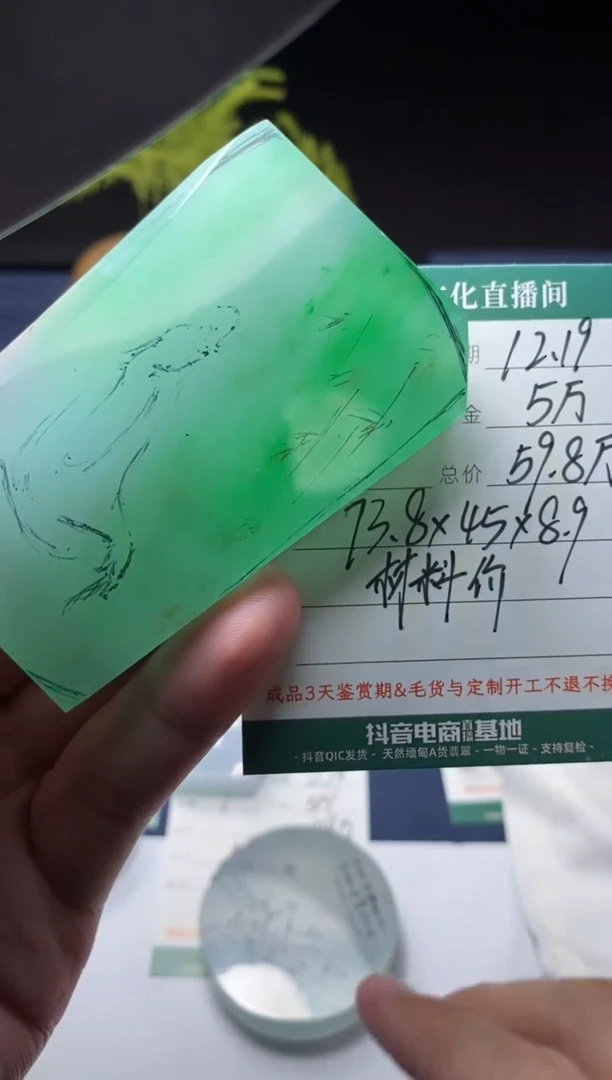 化直播间
期 12.19
金 5万
总价 59.8万
73.8×45×8.9
材料价
成品3天鉴赏期&毛货与定制开工不退不换
抖音电商直播基地
- 抖音QIC发货 - 天然缅甸A货翡翠 - 一物一证 - 支持复检 -